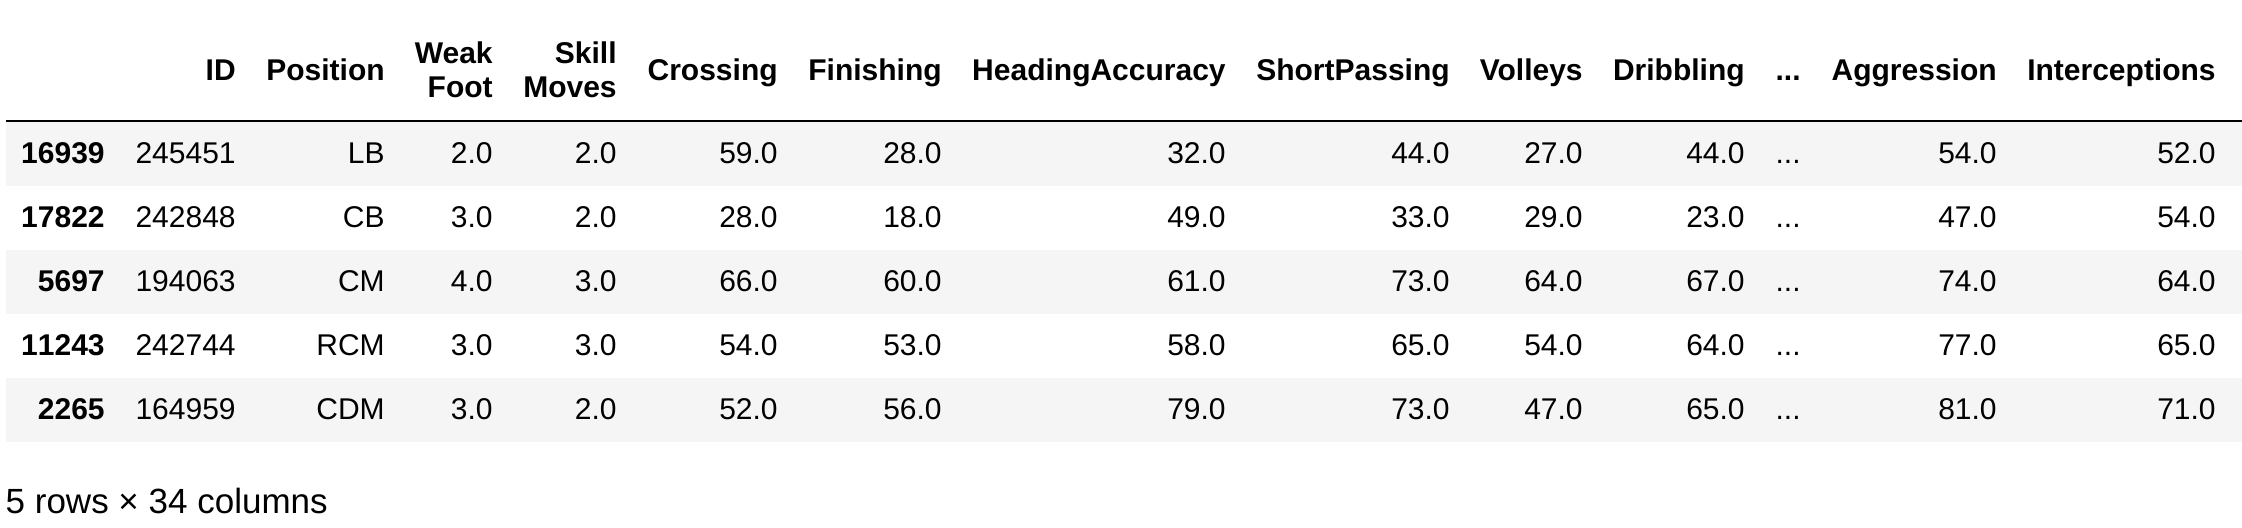 ID Position Weak Foot Skill Moves Crossing Finishing HeadingAccuracy ShortPassing Volleys Dribbling ... Aggression Interceptions
16939 245451 LB 2.0 2.0 59.0 28.0 32.0 44.0 27.0 44.0 ... 54.0 52.0
17822 242848 CB 3.0 2.0 28.0 18.0 49.0 33.0 29.0 23.0 ... 47.0 54.0
5697 194063 CM 4.0 3.0 66.0 60.0 61.0 73.0 64.0 67.0 ... 74.0 64.0
11243 242744 RCM 3.0 3.0 54.0 53.0 58.0 65.0 54.0 64.0 ... 77.0 65.0
2265 164959 CDM 3.0 2.0 52.0 56.0 79.0 73.0 47.0 65.0 ... 81.0 71.0
5 rows × 34 columns